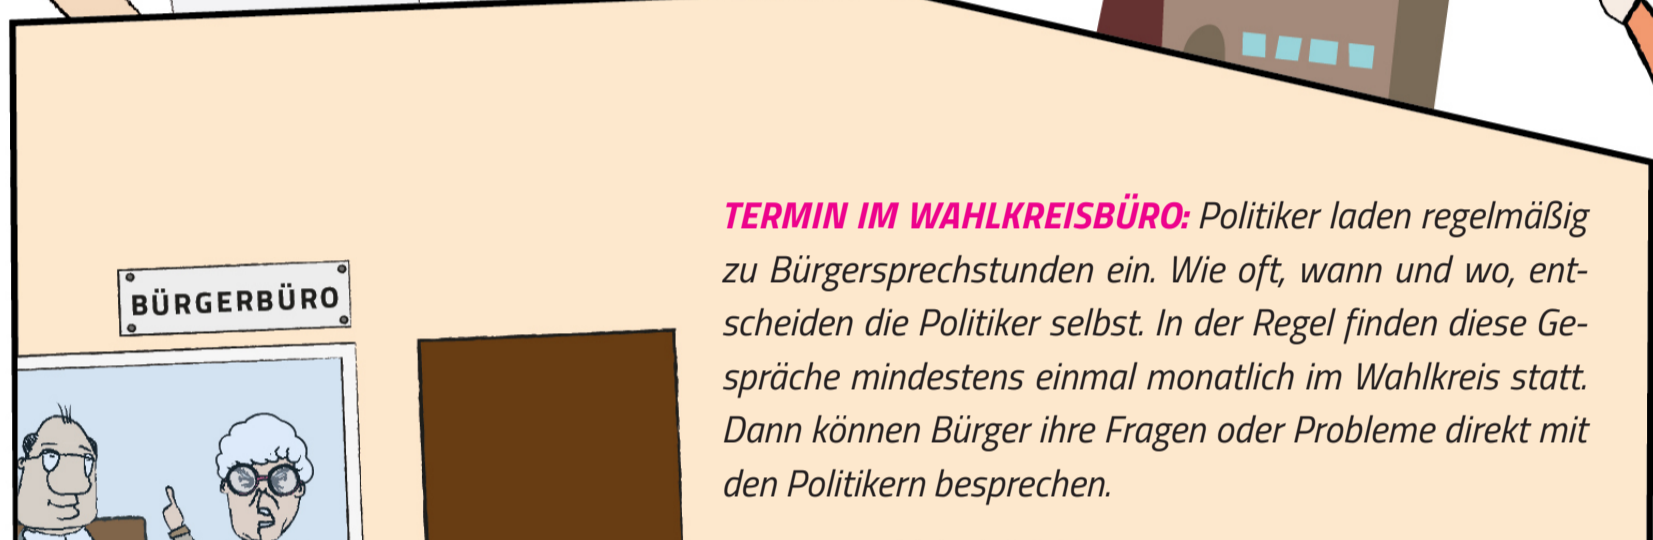 BÜRGERBÜRO
TERMIN IM WAHLKREISBÜRO: Politiker laden regelmäßig
zu Bürgersprechstunden ein. Wie oft, wann und wo, ent-
scheiden die Politiker selbst. In der Regel finden diese Ge-
spräche mindestens einmal monatlich im Wahlkreis statt.
Dann können Bürger ihre Fragen oder Probleme direkt mit
den Politikern besprechen.